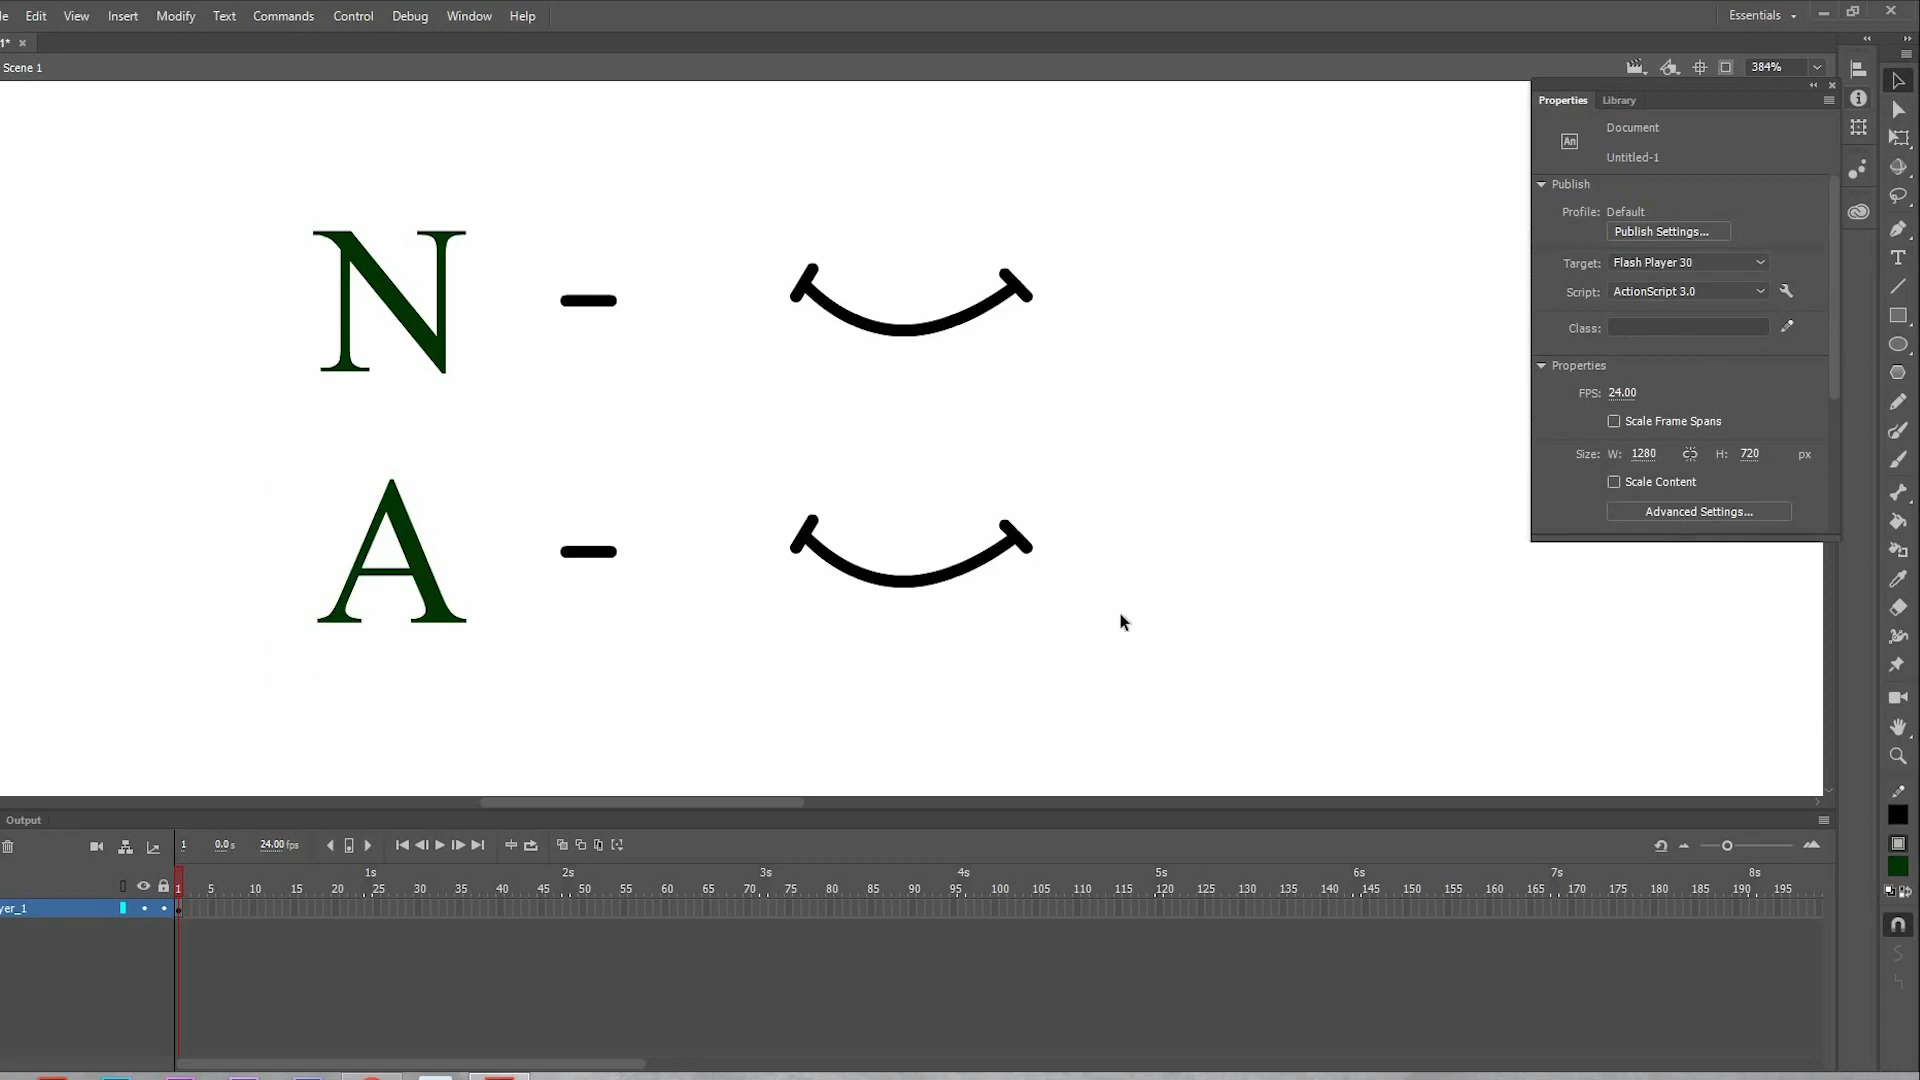 le Edit View Insert Modify Text Commands Control Debug Window Help
Essentials
1* ×
Scene 1
384%
Properties Library
An Document
Untitled-1
Publish
Profile: Default
Publish Settings...
Target: Flash Player 30
Script: ActionScript 3.0
Class:
Properties
FPS: 24.00
Scale Frame Spans
Size: W: 1280 H: 720 px
Scale Content
Advanced Settings...
N -
A -
Output
1 0.0 s 24.00 fps
1s 2s 3s 4s 5s 6s 7s 8s
1 5 10 15 20 25 30 35 40 45 50 55 60 65 70 75 80 85 90 95 100 105 110 115 120 125 130 135 140 145 150 155 160 165 170 175 180 185 190 195
yer_1